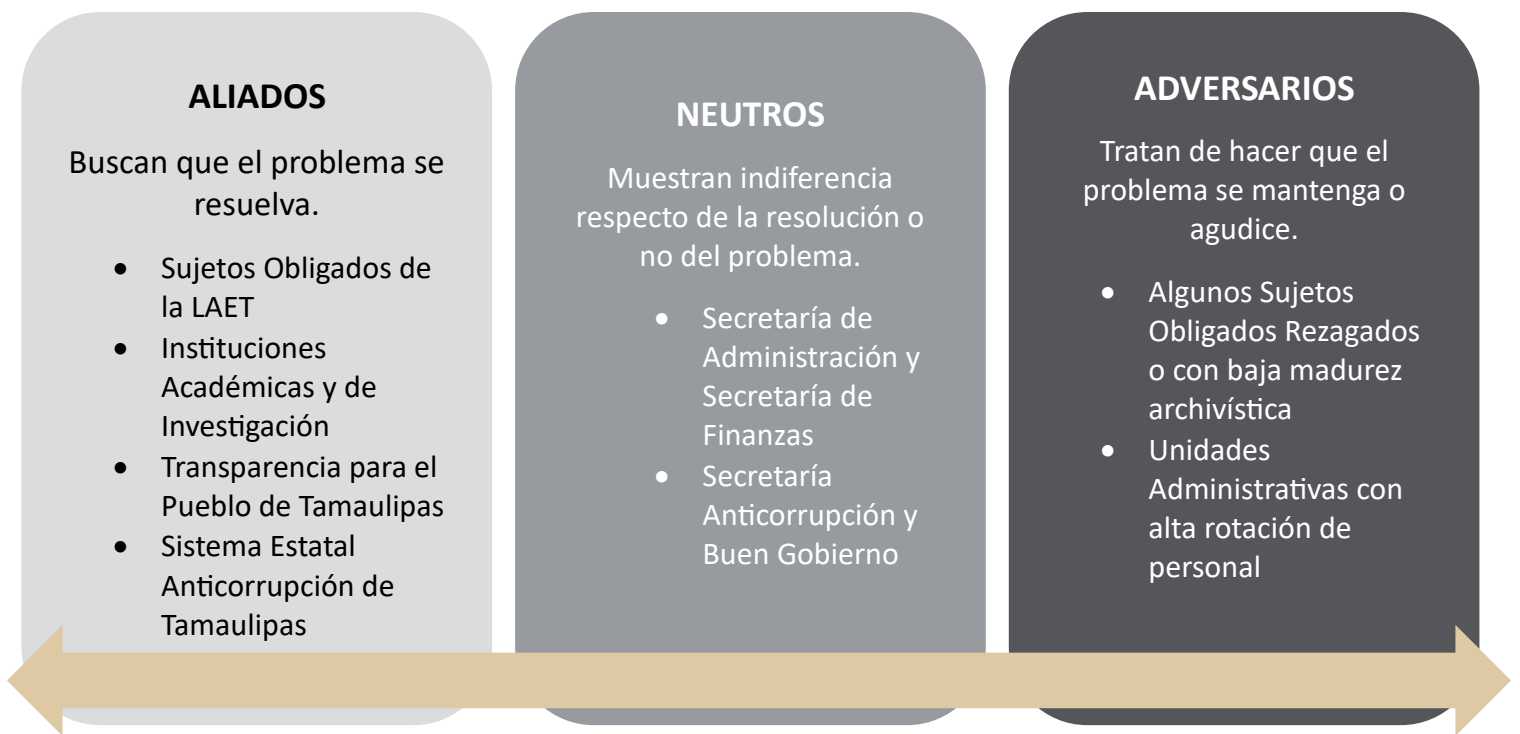 ALIADOS
Buscan que el problema se
resuelva.
• Sujetos Obligados de
la LAET
• Instituciones
Académicas y de
Investigación
• Transparencia para el
Pueblo de Tamaulipas
• Sistema Estatal
Anticorrupción de
Tamaulipas
NEUTROS
Muestran indiferencia
respecto de la resolución o
no del problema.
• Secretaría de
Administración y
Secretaría de
Finanzas
• Secretaría
Anticorrupción y
Buen Gobierno
ADVERSARIOS
Tratan de hacer que el
problema se mantenga o
agudice.
• Algunos Sujetos
Obligados Rezagados
o con baja madurez
archivística
• Unidades
Administrativas con
alta rotación de
personal